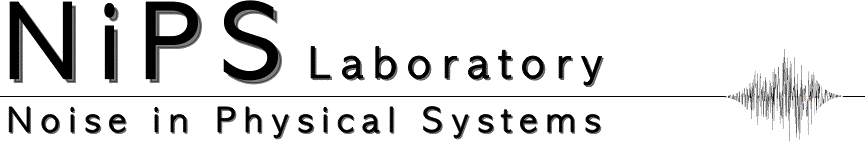 NiPS Laboratory
Noise in Physical Systems